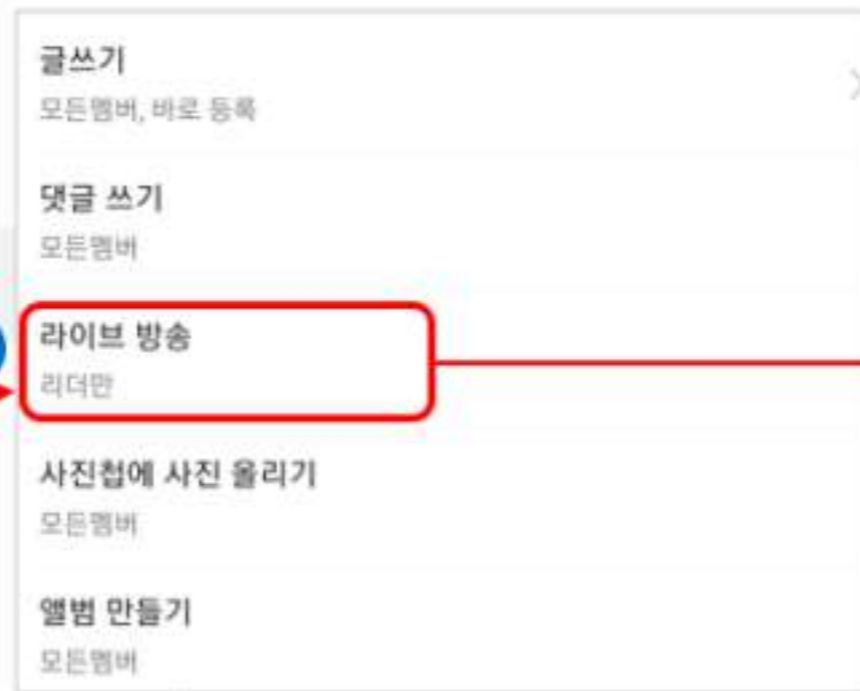 글쓰기
모든멤버, 바로 등록
댓글 쓰기
모든멤버
라이브 방송
리더만
사진첩에 사진 올리기
모든멤버
앨범 만들기
모든멤버